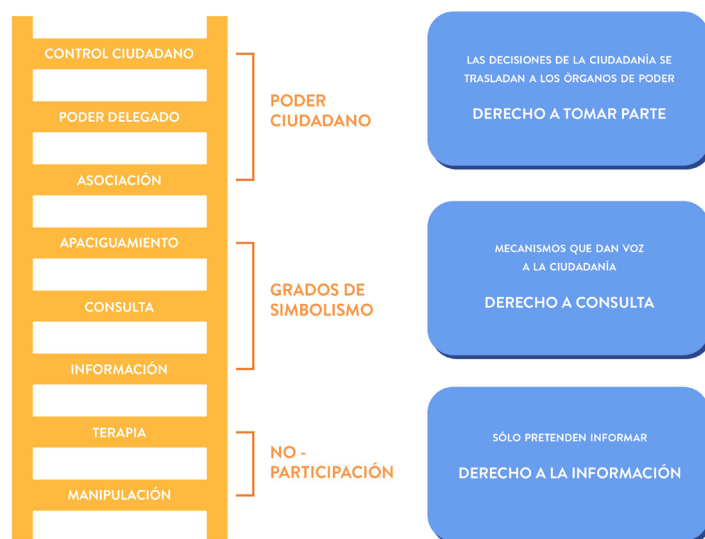 CONTROL CIUDADANO
PODER DELEGADO
ASOCIACIÓN
APACIGUAMIENTO
CONSULTA
INFORMACIÓN
TERAPIA
MANIPULACIÓN
PODER
CIUDADANO
GRADOS DE
SIMBOLISMO
NO -
PARTICIPACIÓN
LAS DECISIONES DE LA CIUDADANÍA SE
TRASLADAN A LOS ÓRGANOS DE PODER
DERECHO A TOMAR PARTE
MECANISMOS QUE DAN VOZ
A LA CIUDADANÍA
DERECHO A CONSULTA
SÓLO PRETENDEN INFORMAR
DERECHO A LA INFORMACIÓN